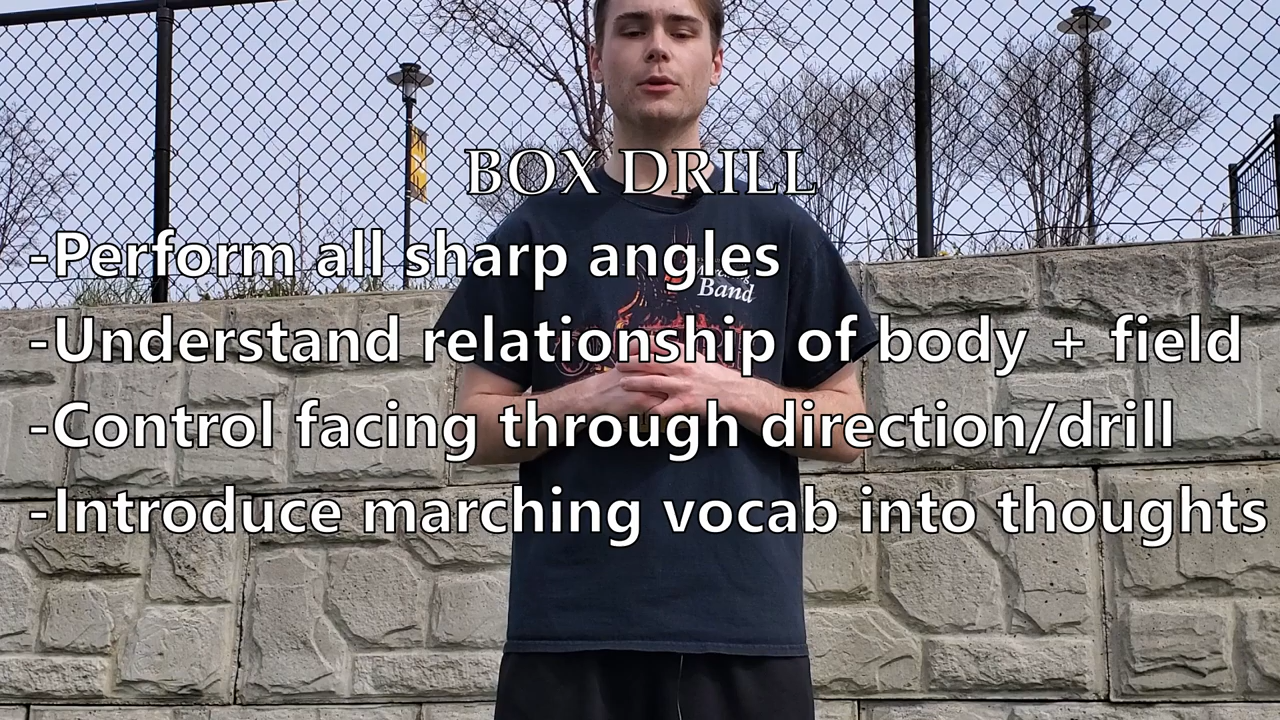 BOX DRILL
-Perform all sharp angles
Band
-Understand relationship of body + field
-Control facing through direction/drill
-Introduce marching vocab into thoughts